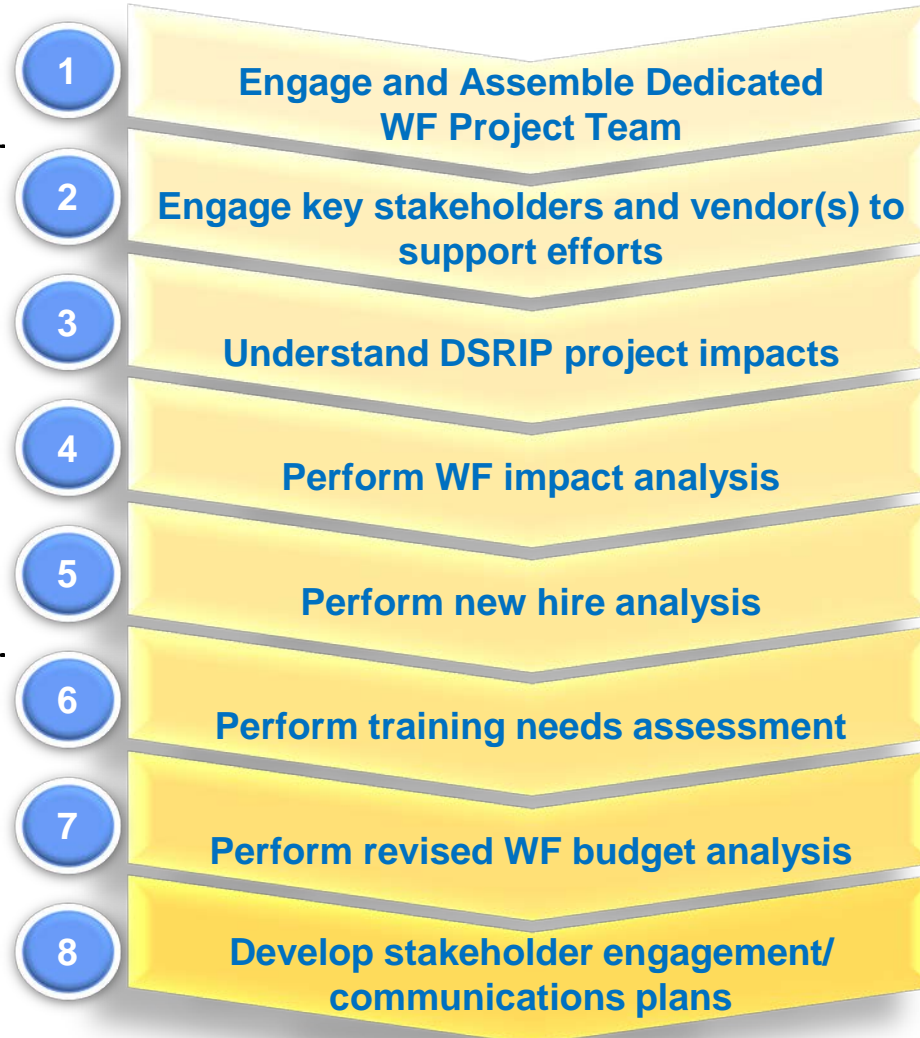 1
Engage and Assemble Dedicated
WF Project Team
2
Engage key stakeholders and vendor(s) to
support efforts
3
Understand DSRIP project impacts
4
Perform WF impact analysis
5
Perform new hire analysis
6
Perform training needs assessment
7
Perform revised WF budget analysis
8
Develop stakeholder engagement/
communications plans